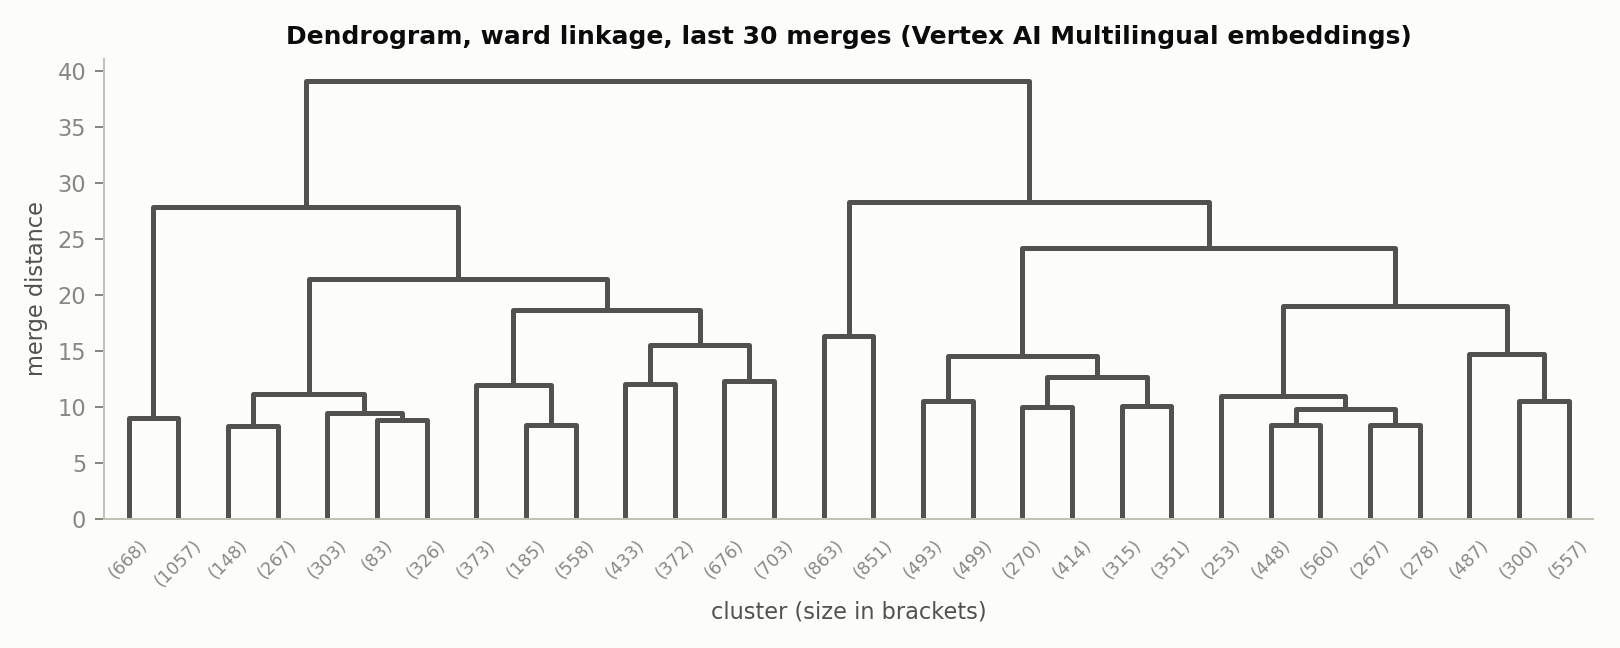 Dendrogram, ward linkage, last 30 merges (Vertex AI Multilingual embeddings)
40
35
30
25
20
15
10
5
0
merge distance
(668) (1057) (148) (267) (303) (83) (326) (373) (185) (558) (433) (372) (676) (703) (863) (851) (493) (499) (270) (414) (315) (351) (253) (448) (560) (267) (278) (487) (300) (557)
cluster (size in brackets)